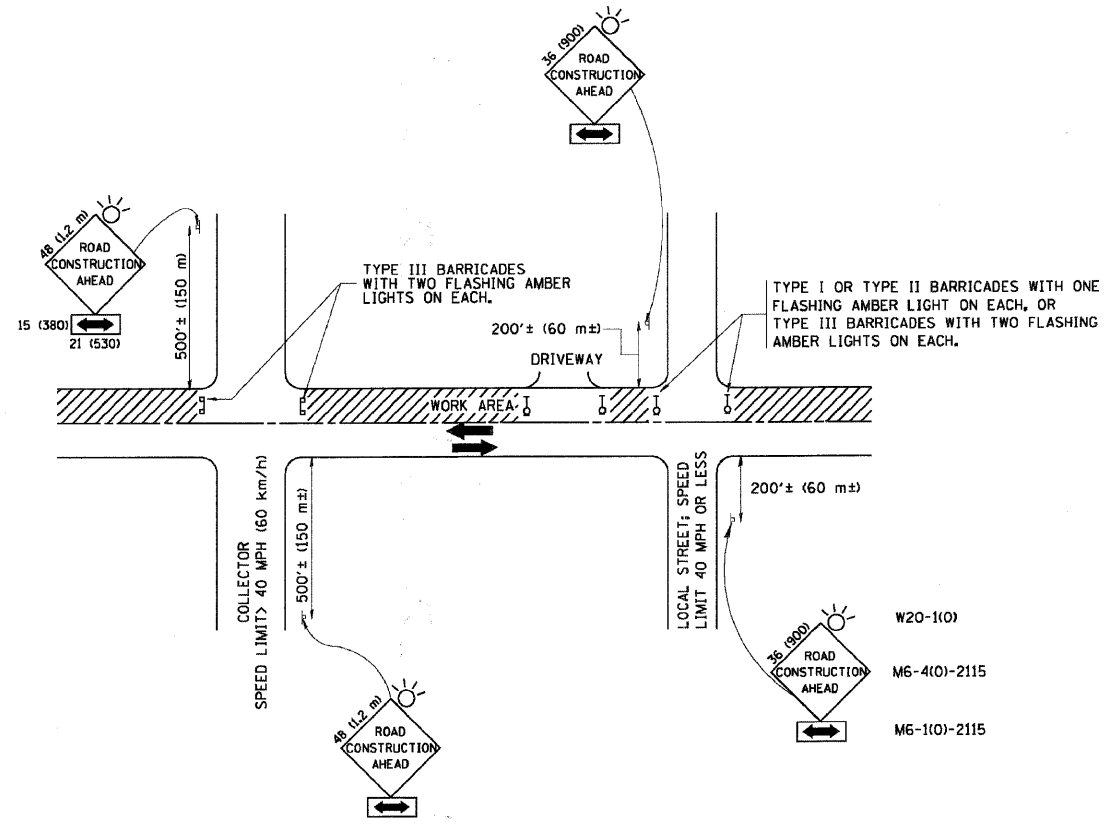 36 (900)
ROAD
CONSTRUCTION
AHEAD
48 (1.2 m)
ROAD
CONSTRUCTION
AHEAD
15 (380)
21 (530)
500'± (150 m)
TYPE III BARRICADES
WITH TWO FLASHING AMBER
LIGHTS ON EACH.
200'± (60 m±)
DRIVEWAY
TYPE I OR TYPE II BARRICADES WITH ONE
FLASHING AMBER LIGHT ON EACH, OR
TYPE III BARRICADES WITH TWO FLASHING
AMBER LIGHTS ON EACH.
WORK AREA
COLLECTOR
SPEED LIMIT> 40 MPH (60 km/h)
500'± (150 m±)
LOCAL STREET; SPEED
LIMIT 40 MPH OR LESS
200'± (60 m±)
48 (1.2 m)
ROAD
CONSTRUCTION
AHEAD
36 (900)
ROAD
CONSTRUCTION
AHEAD
W20-1(O)
M6-4(O)-2115
M6-1(O)-2115